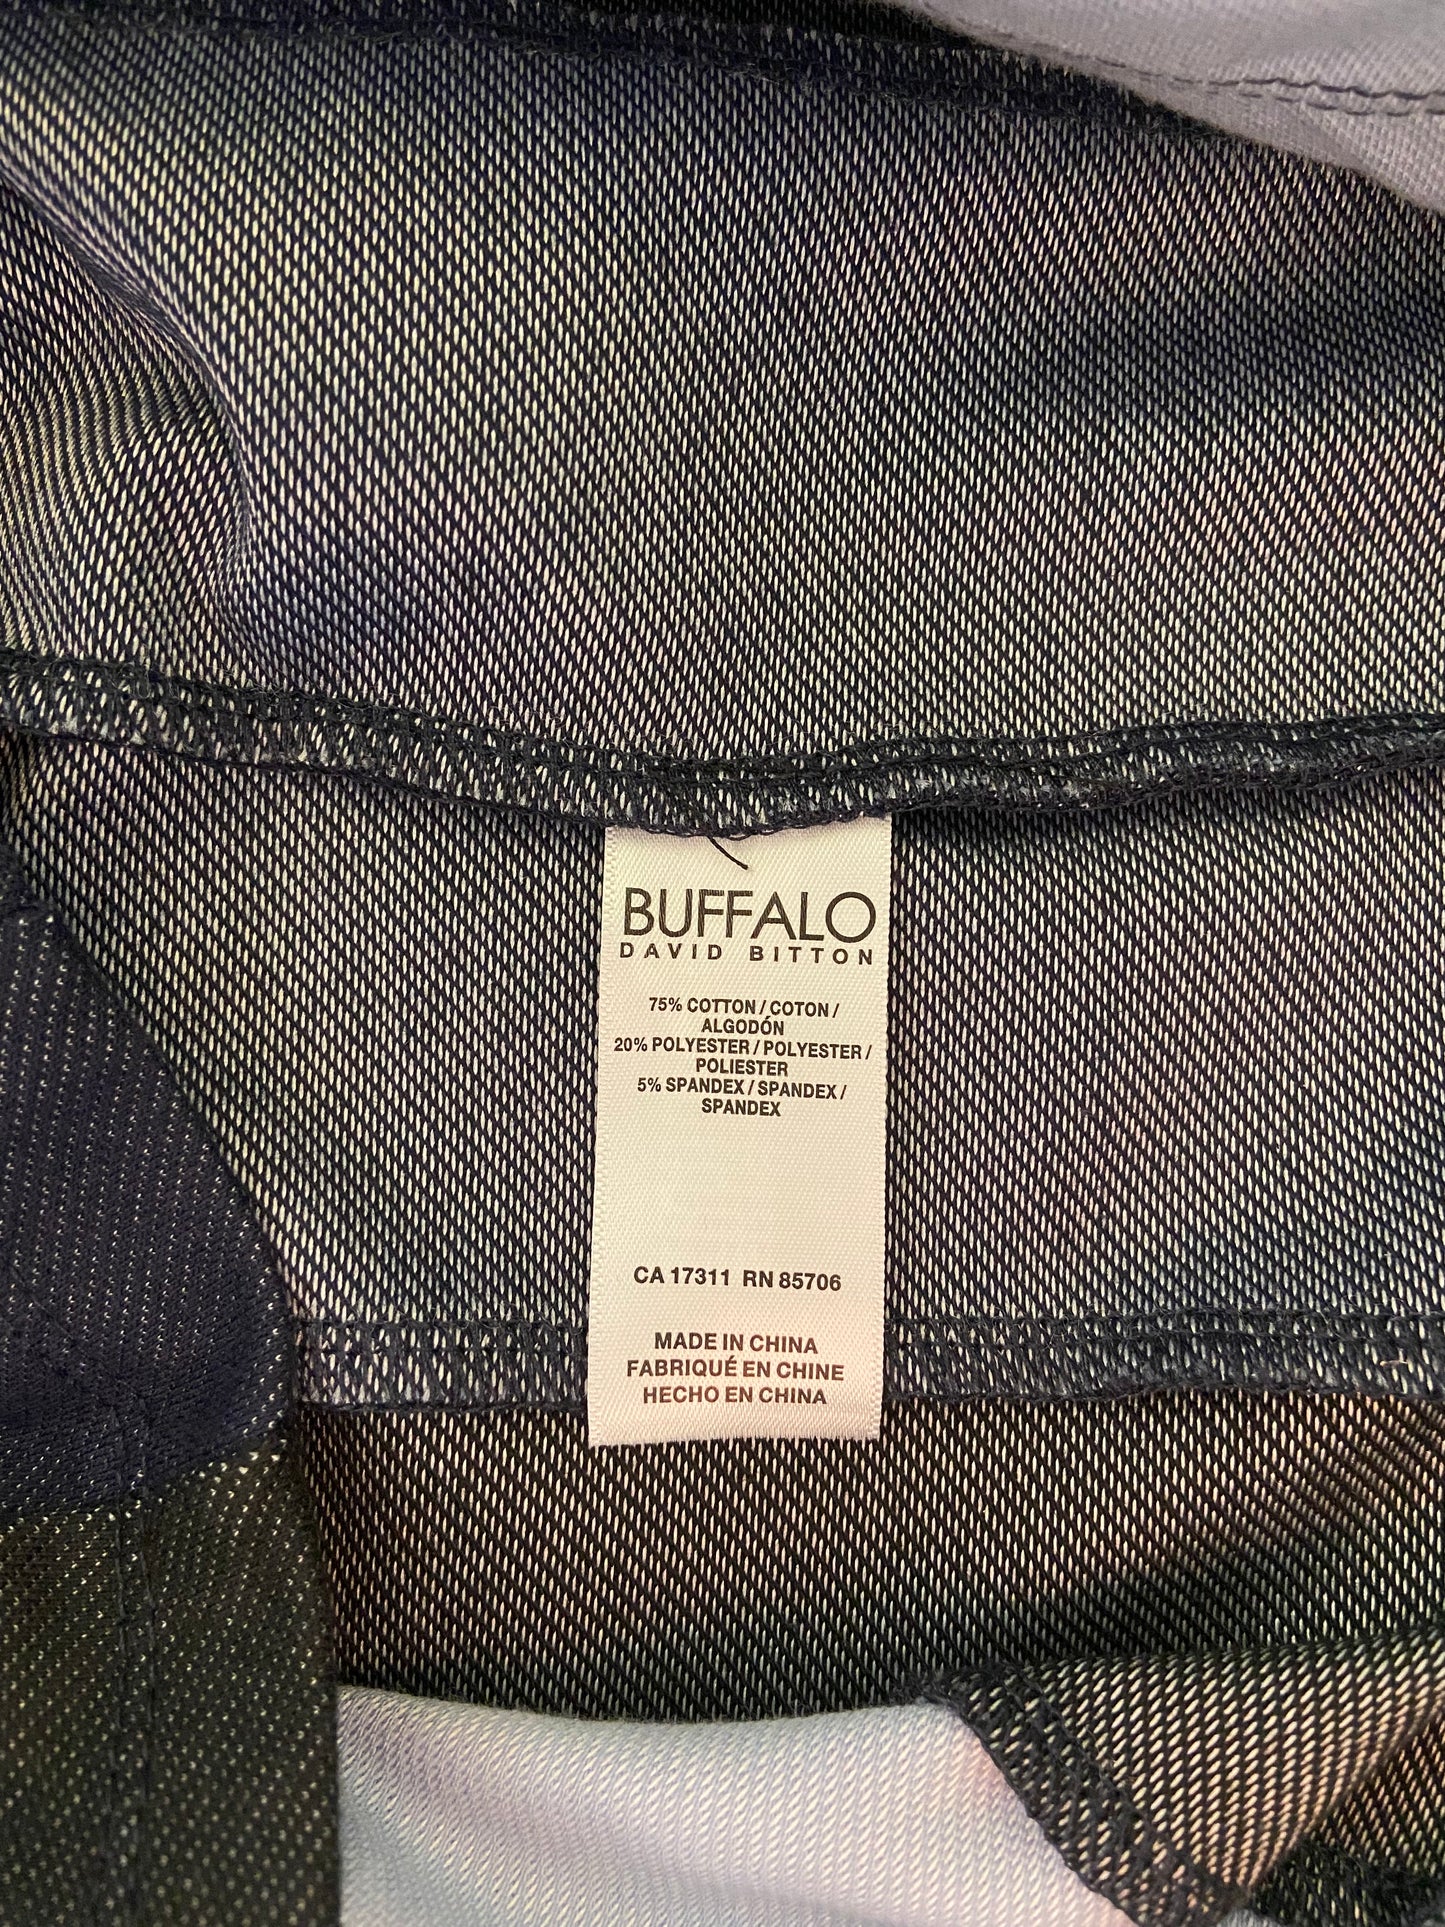 BUFFALO
DAVID BITTON
75% COTTON / COTON /
ALGODÓN
20% POLYESTER / POLYESTER /
POLIESTER
5% SPANDEX / SPANDEX /
SPANDEX
CA 17311 RN 85706
MADE IN CHINA
FABRIQUÉ EN CHINE
HECHO EN CHINA